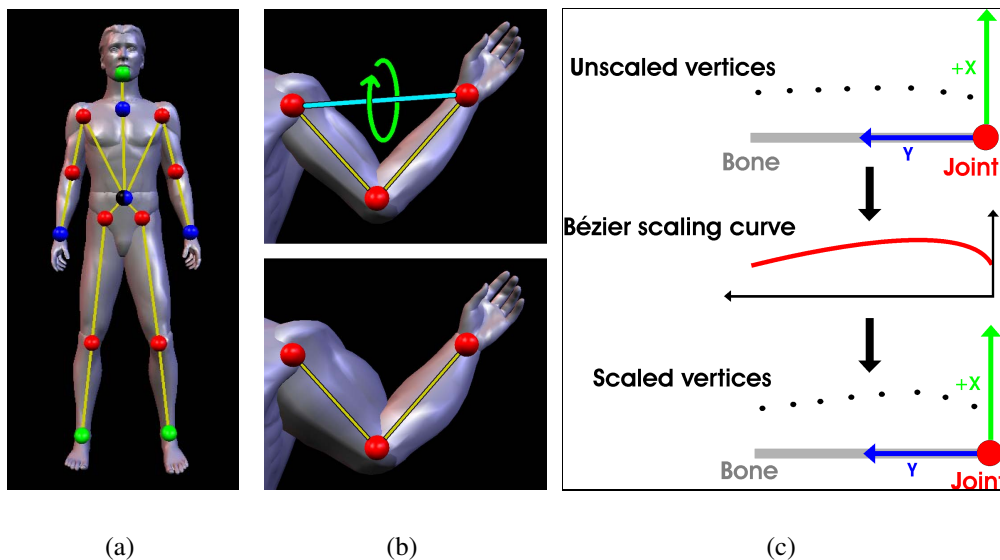 Unscaled vertices
+X
Y
Bone
Joint
Bézier scaling curve
Scaled vertices
+X
Y
Bone
Joint
(a)
(b)
(c)